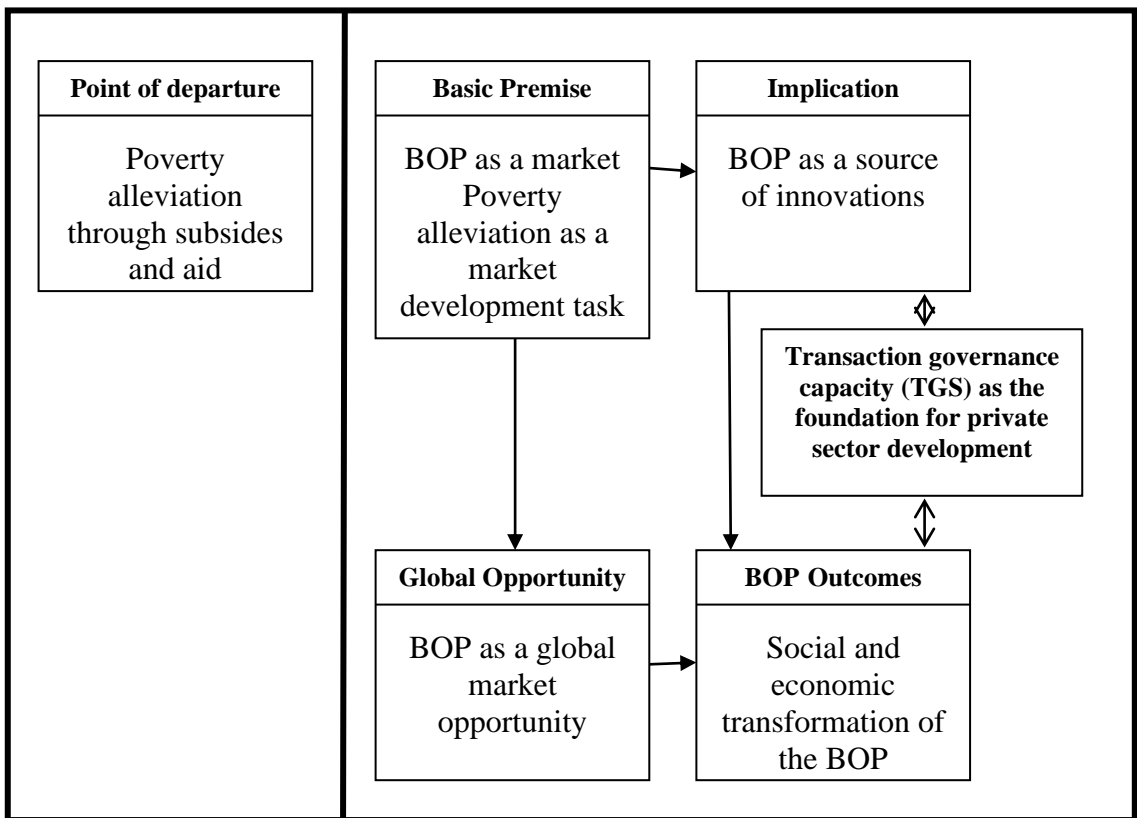 Point of departure
Poverty
alleviation
through subsides
and aid
Basic Premise
BOP as a market
Poverty
alleviation as a
market
development task
Implication
BOP as a source
of innovations
Transaction governance
capacity (TGS) as the
foundation for private
sector development
Global Opportunity
BOP as a global
market
opportunity
BOP Outcomes
Social and
economic
transformation of
the BOP